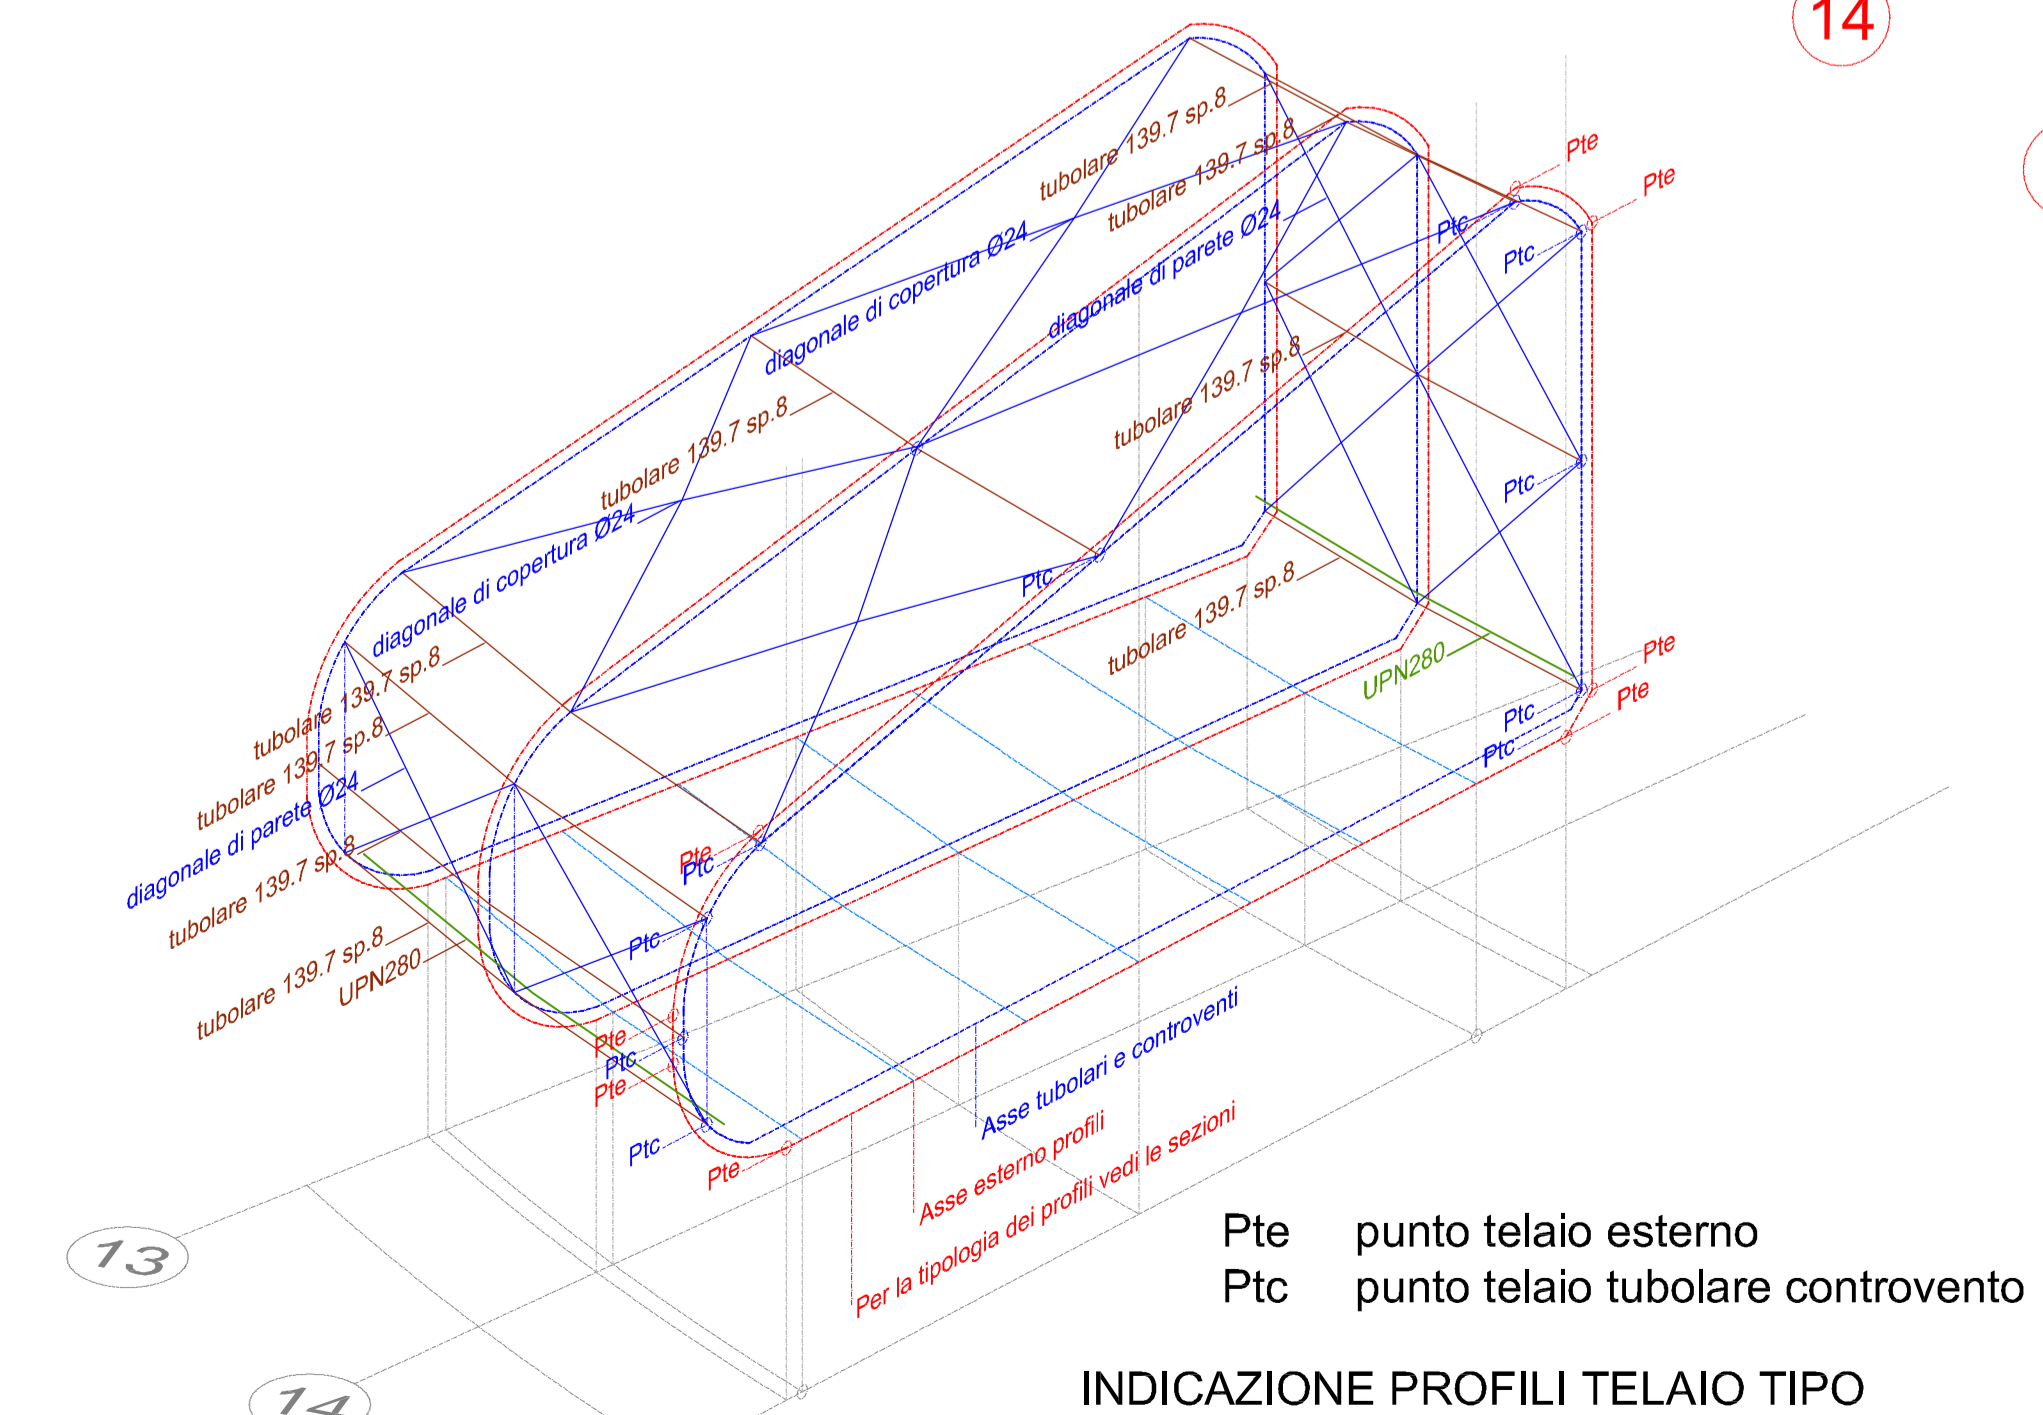 14
Pte
Pte
tubolare 139.7 sp.8
tubolare 139.7 sp.8
Ptc
Ptc
diagonale di copertura Ø24
diagonale di parete Ø24
tubolare 139.7 sp.8
tubolare 139.7 sp.8
Ptc
diagonale di copertura Ø24
Ptc
tubolare 139.7 sp.8
UPN280
Pte
Pte
Ptc
Ptc
tubolare 139.7 sp.8
tubolare 139.7 sp.8
diagonale di parete Ø24
tubolare 139.7 sp.8
tubolare 139.7 sp.8
UPN280
Pte
Ptc
Ptc
Pte
Ptc
Pte
Ptc
Pte
Asse tubolari e controventi
Asse esterno profili
Per la tipologia dei profili vedi le sezioni
13
14
Pte punto telaio esterno
Ptc punto telaio tubolare controvento
INDICAZIONE PROFILI TELAIO TIPO